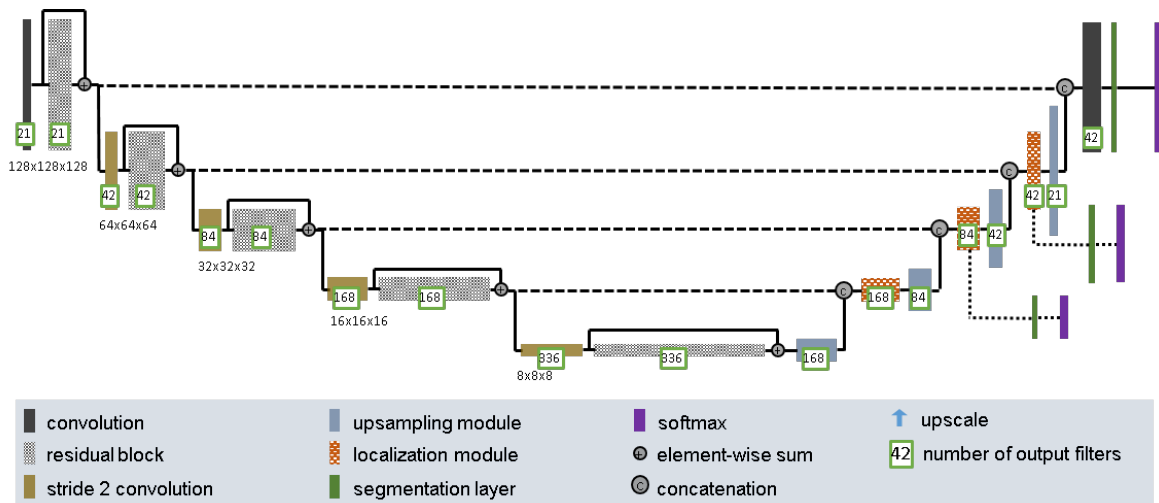 21
21
42
128x128x128
42
42
42
21
64x64x64
84
84
84
42
32x32x32
168
168
168
84
16x16x16
336
336
168
8x8x8
convolution
upsampling module
softmax
upscale
residual block
localization module
+ element-wise sum
42 number of output filters
stride 2 convolution
segmentation layer
C concatenation